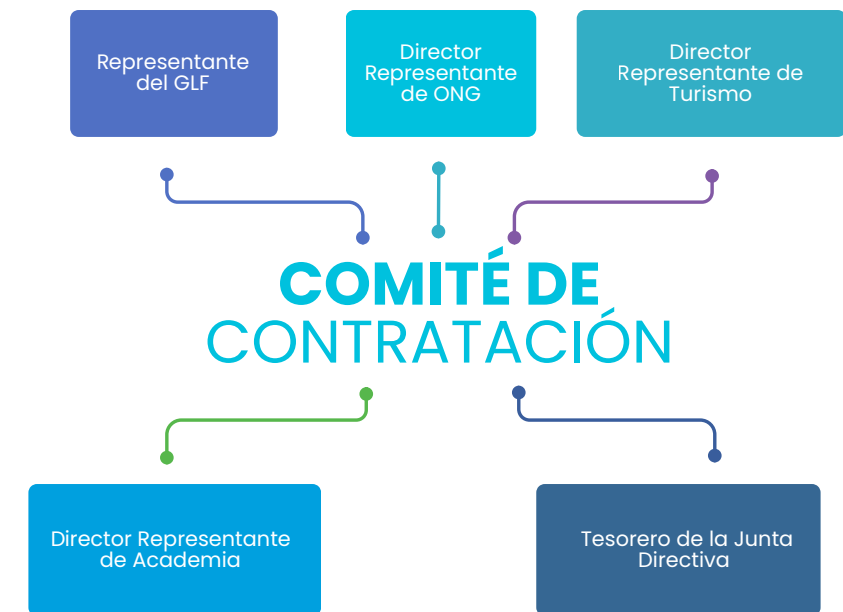 Representante
del GLF
Director
Representante
de ONG
Director
Representante de
Turismo
COMITÉ DE
CONTRATACIÓN
Director Representante
de Academia
Tesorero de la Junta
Directiva